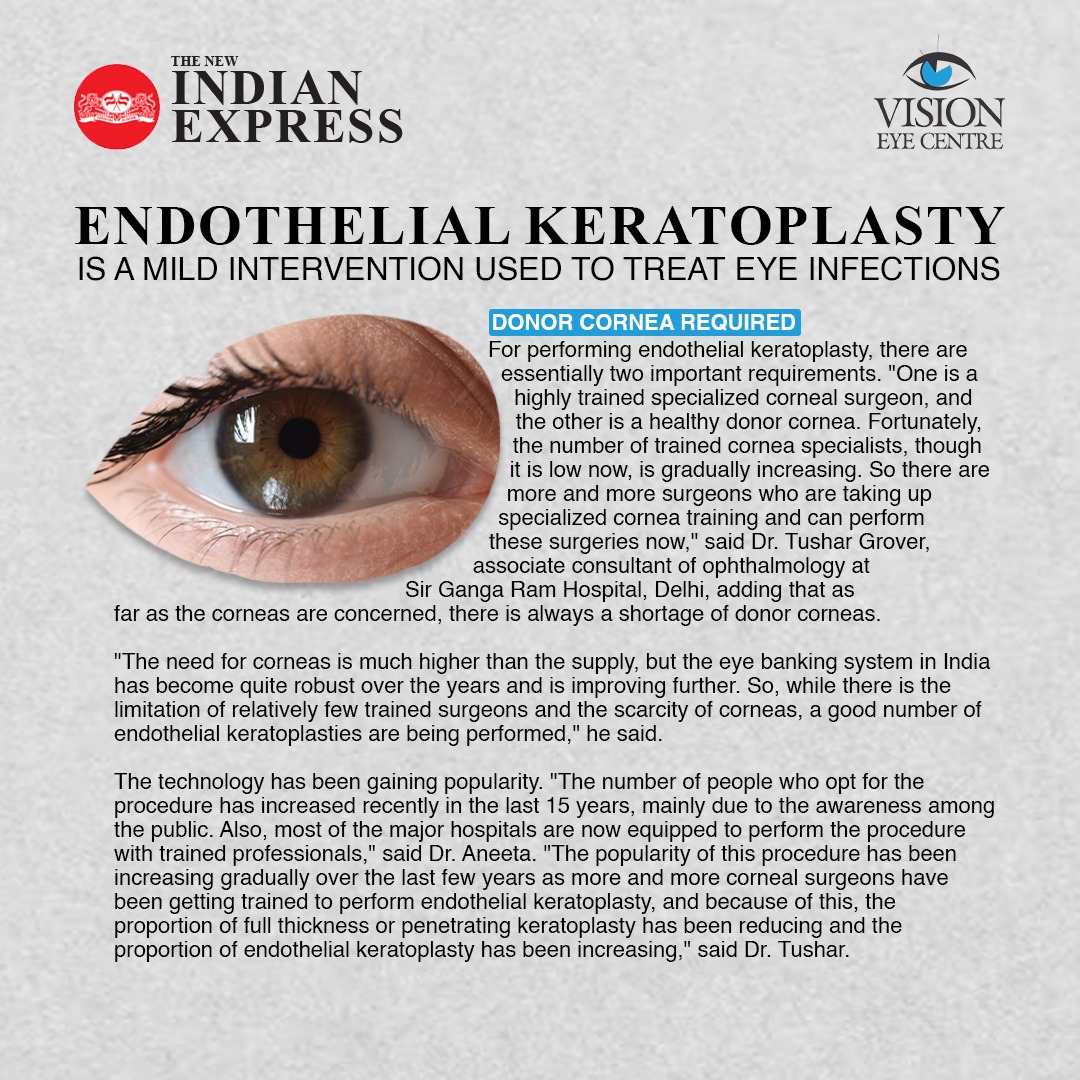 THE NEW
INDIAN
EXPRESS
VISION
EYE CENTRE
ENDOTHELIAL KERATOPLASTY
IS A MILD INTERVENTION USED TO TREAT EYE INFECTIONS
DONOR CORNEA REQUIRED
For performing endothelial keratoplasty, there are
essentially two important requirements. "One is a
highly trained specialized corneal surgeon, and
the other is a healthy donor cornea. Fortunately,
the number of trained cornea specialists, though
it is low now, is gradually increasing. So there are
more and more surgeons who are taking up
specialized cornea training and can perform
these surgeries now," said Dr. Tushar Grover,
associate consultant of ophthalmology at
Sir Ganga Ram Hospital, Delhi, adding that as
far as the corneas are concerned, there is always a shortage of donor corneas.
"The need for corneas is much higher than the supply, but the eye banking system in India
has become quite robust over the years and is improving further. So, while there is the
limitation of relatively few trained surgeons and the scarcity of corneas, a good number of
endothelial keratoplasties are being performed," he said.
The technology has been gaining popularity. "The number of people who opt for the
procedure has increased recently in the last 15 years, mainly due to the awareness among
the public. Also, most of the major hospitals are now equipped to perform the procedure
with trained professionals," said Dr. Aneeta. "The popularity of this procedure has been
increasing gradually over the last few years as more and more corneal surgeons have
been getting trained to perform endothelial keratoplasty, and because of this, the
proportion of full thickness or penetrating keratoplasty has been reducing and the
proportion of endothelial keratoplasty has been increasing," said Dr. Tushar.